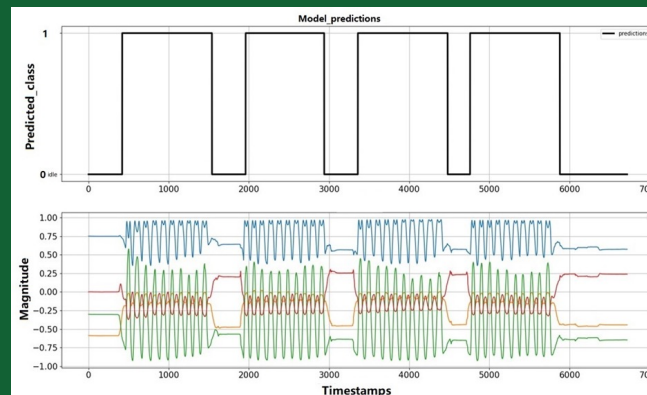 Model_predictions
predictions
Predicted_class
1
0 idle
0 1000 2000 3000 4000 5000 6000
Magnitude
1.00
0.75
0.50
0.25
0.00
−0.25
−0.50
−0.75
−1.00
0 1000 2000 3000 4000 5000 6000
Timestamps